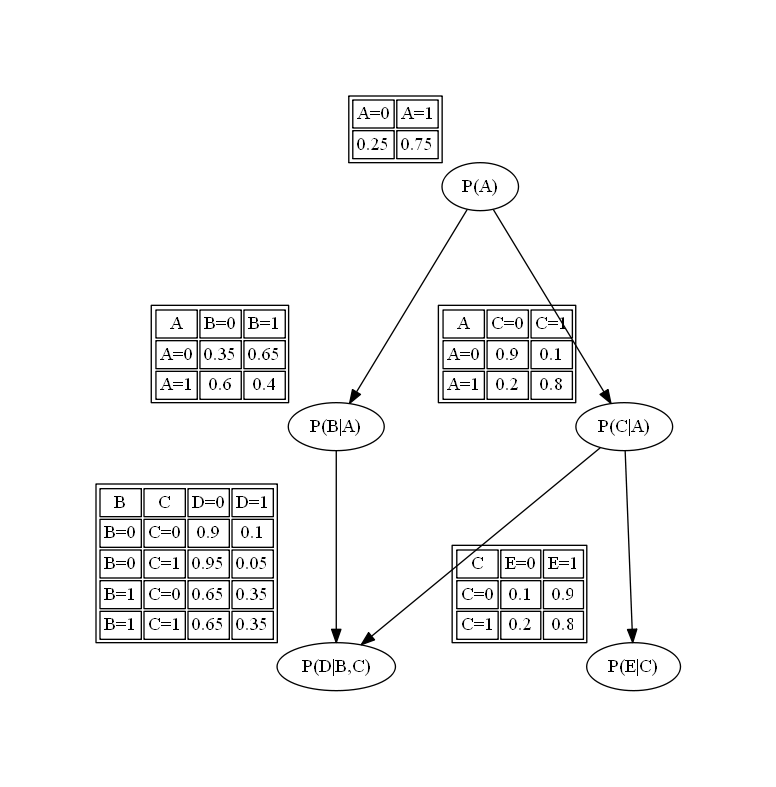 A=0 A=1
0.25 0.75
P(A)
A B=0 B=1
A=0 0.35 0.65
A=1 0.6 0.4
A C=0 C=1
A=0 0.9 0.1
A=1 0.2 0.8
P(B|A)
P(C|A)
B C D=0 D=1
B=0 C=0 0.9 0.1
B=0 C=1 0.95 0.05
B=1 C=0 0.65 0.35
B=1 C=1 0.65 0.35
C E=0 E=1
C=0 0.1 0.9
C=1 0.2 0.8
P(D|B,C)
P(E|C)